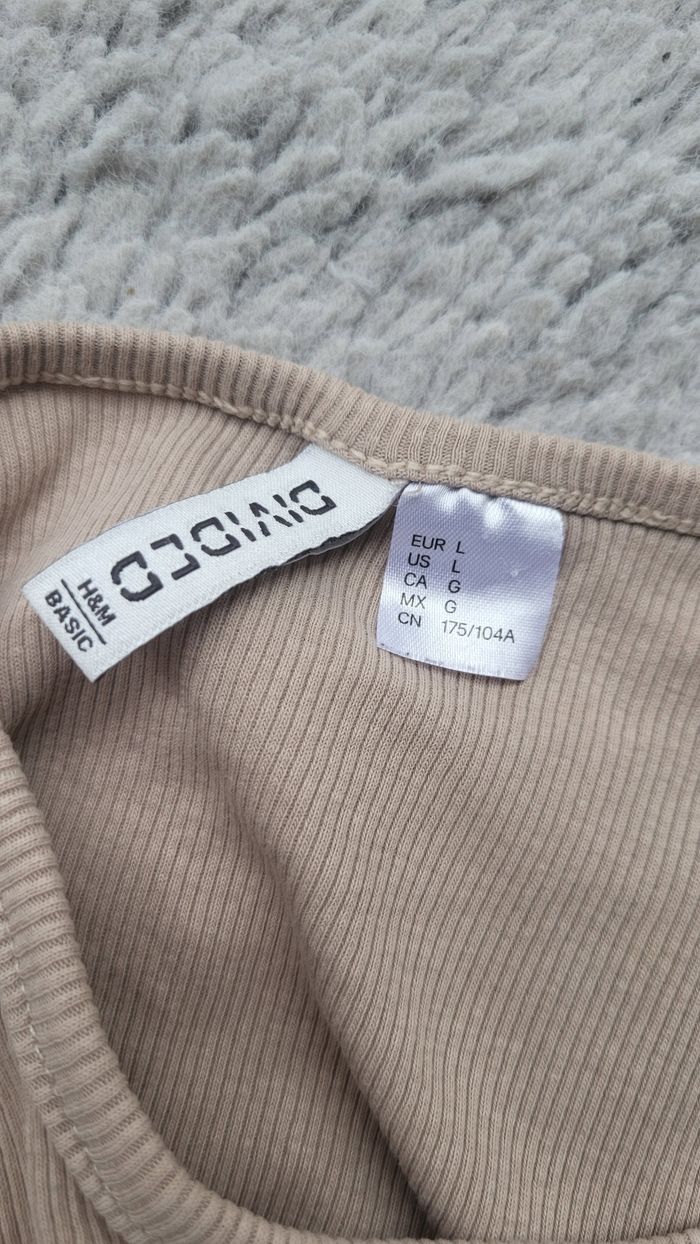 DIVIDED
H&M
BASIC
EUR L
US L
CA G
MX G
CN 175/104A